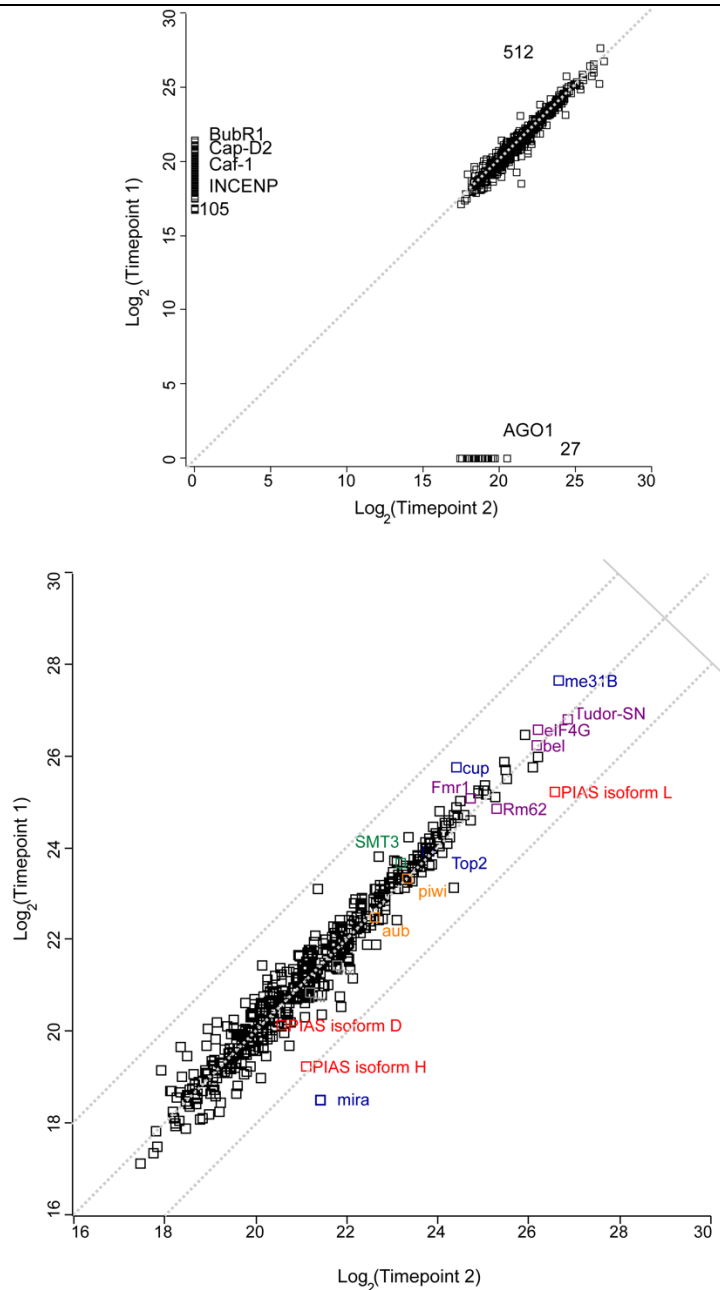 512
30
25
20
15
10
5
0
Log2 (Timepoint 1)
BubR1
Cap-D2
Caf-1
INCENP
105
AGO1
27
0 5 10 15 20 25 30
Log2(Timepoint 2)
30
28
26
24
22
20
18
16
Log2(Timepoint 1)
me31B
Tudor-SN
eIF4G
bel
cup
Fmr1
PIAS isoform L
Rm62
SMT3
Top2
piwi
aub
PIAS isoform D
PIAS isoform H
mira
16 18 20 22 24 26 28 30
Log2(Timepoint 2)